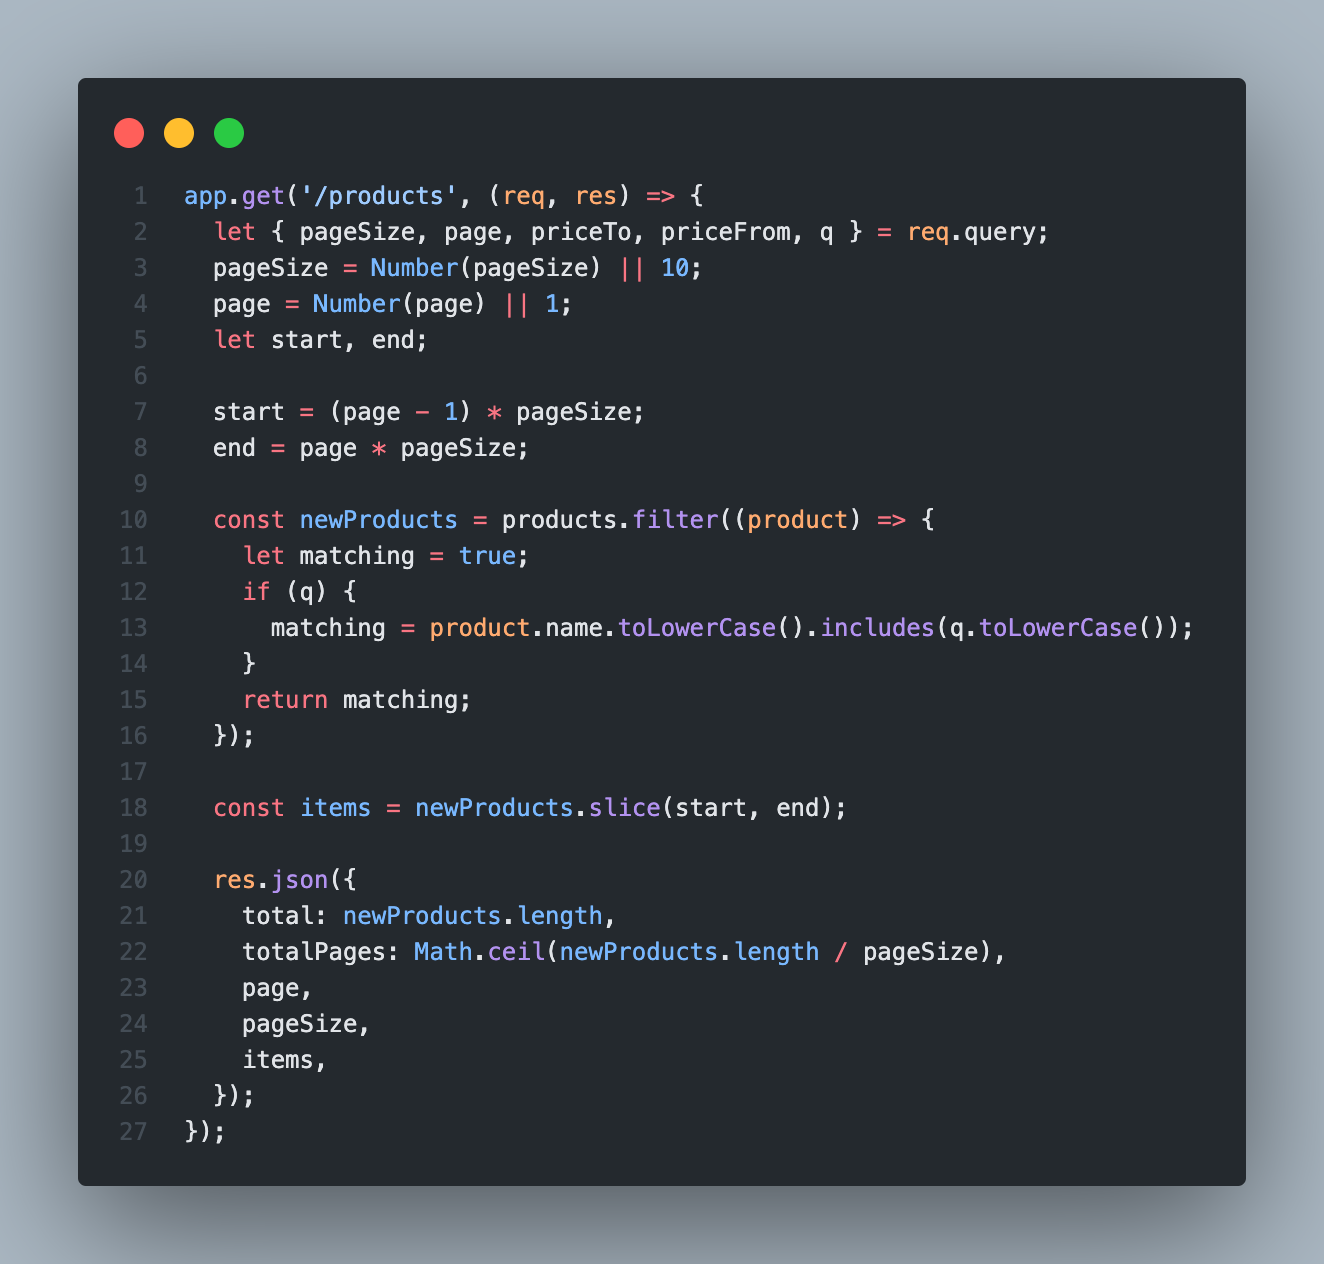 1 app.get('/products', (req, res) => {
2   let { pageSize, page, priceTo, priceFrom, q } = req.query;
3   pageSize = Number(pageSize) || 10;
4   page = Number(page) || 1;
5   let start, end;
6
7   start = (page - 1) * pageSize;
8   end = page * pageSize;
9
10   const newProducts = products.filter((product) => {
11     let matching = true;
12     if (q) {
13       matching = product.name.toLowerCase().includes(q.toLowerCase());
14     }
15     return matching;
16   });
17
18   const items = newProducts.slice(start, end);
19
20   res.json({
21     total: newProducts.length,
22     totalPages: Math.ceil(newProducts.length / pageSize),
23     page,
24     pageSize,
25     items,
26   });
27 });